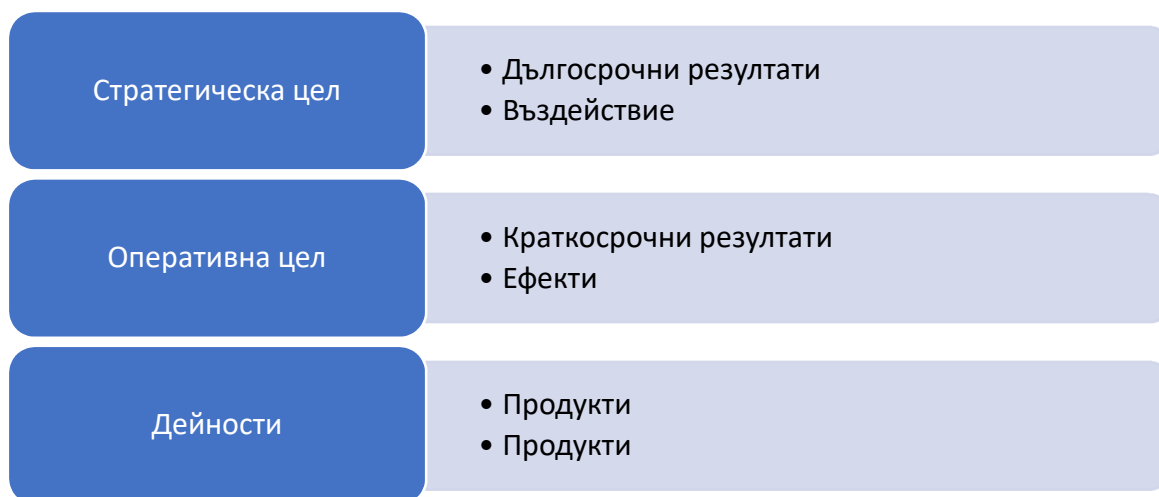 Стратегическа цел
• Дългосрочни резултати
• Въздействие
Оперативна цел
• Краткосрочни резултати
• Ефекти
Дейности
• Продукти
• Продукти